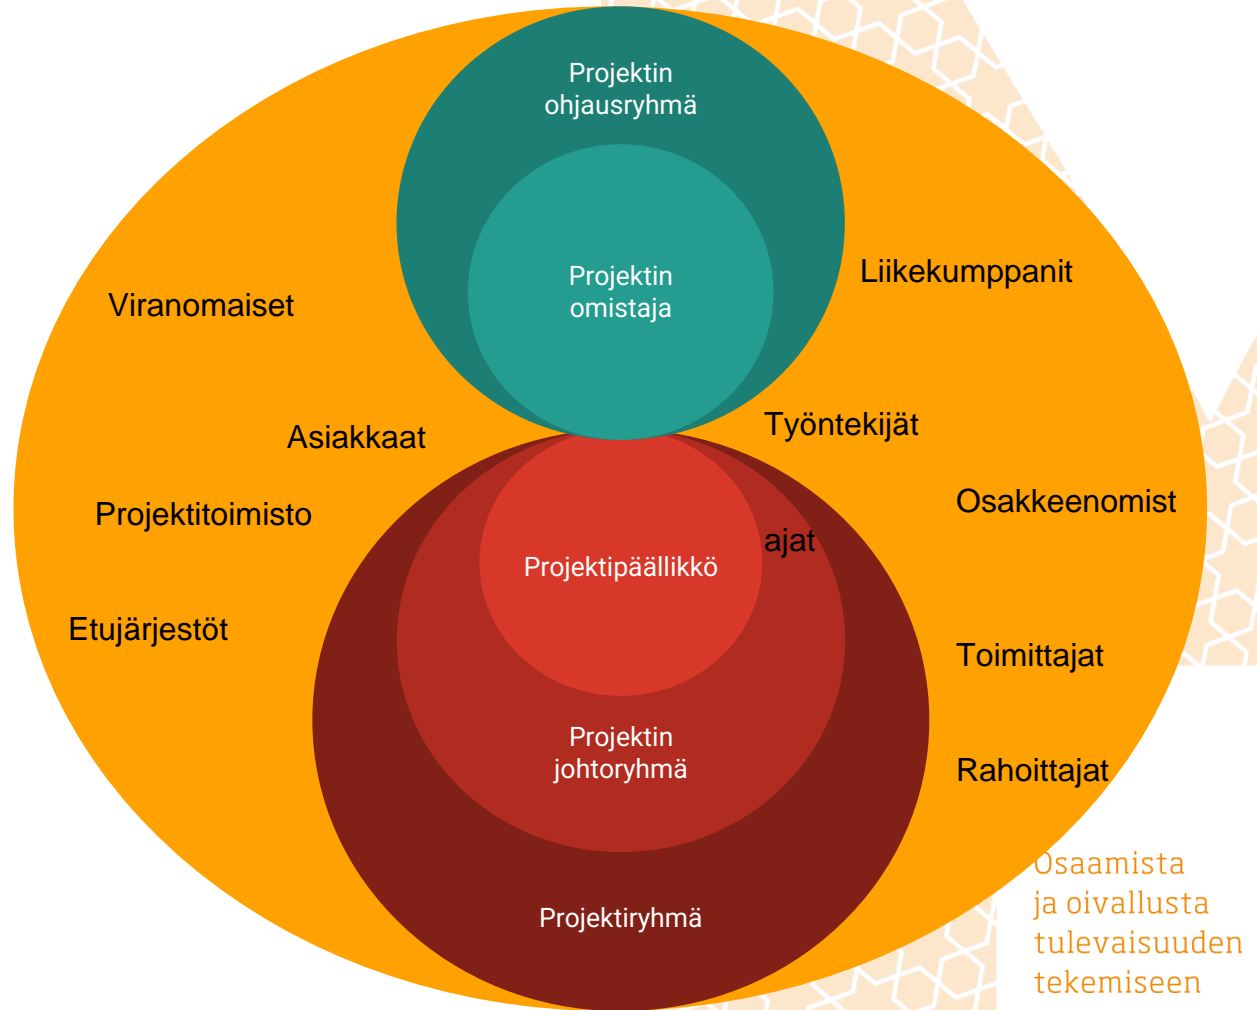 Projektin
ohjausryhmä
Projektin
omistaja
Liikekumppanit
Viranomaiset
Työntekijät
Asiakkaat
Osakkeenomist
ajat
Projektitoimisto
Projektipäällikkö
Etujärjestöt
Toimittajat
Projektin
johtoryhmä
Rahoittajat
Projektiryhmä
Osaamista
ja oivallusta
tulevaisuuden
tekemiseen